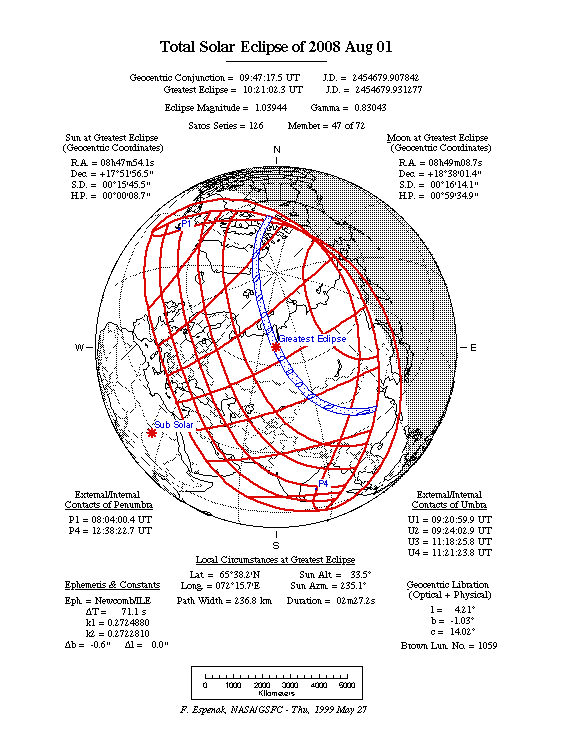 Total Solar Eclipse of 2008 Aug 01
Geocentric Conjunction = 09:47:17.5 UT J.D. = 2454679.907842
Greatest Eclipse = 10:21:02.3 UT J.D. = 2454679.931277
Eclipse Magnitude = 1.03944 Gamma = 0.83043
Saros Series = 126 Member = 47 of 72
Sun at Greatest Eclipse
(Geocentric Coordinates)
R.A. = 08h47m54.1s
Dec. = +17°51'56.5"
S.D. = 00°15'45.5"
H.P. = 00°00'08.7"
Moon at Greatest Eclipse
(Geocentric Coordinates)
R.A. = 08h49m08.7s
Dec. = +18°38'01.4"
S.D. = 00°16'14.1"
H.P. = 00°59'34.9"
N
P1
Greatest Eclipse
W
E
Sub Solar
P4
S
External/Internal
Contacts of Penumbra
P1 = 08:04:00.4 UT
P4 = 12:38:22.7 UT
External/Internal
Contacts of Umbra
U1 = 09:20:59.9 UT
U2 = 09:24:02.9 UT
U3 = 11:18:25.8 UT
U4 = 11:21:23.8 UT
Local Circumstances at Greatest Eclipse
Lat = 65°38.2'N Sun Alt = 33.5°
Long. = 072°15.7'E Sun Azm. = 235.1°
Path Width = 236.8 km Duration = 02m27.2s
Ephemeris & Constants
Eph. = Newcomb/ILE
ΔT = 71.1 s
k1 = 0.2724880
k2 = 0.2722810
Δb = -0.6" Δl = 0.0"
Geocentric Libration
(Optical + Physical)
l = 4.21°
b = -1.03°
c = 14.02°
Brown Lun. No. = 1059
0 1000 2000 3000 4000 5000
Kilometers
F. Espenak, NASA/GSFC - Thu, 1999 May 27